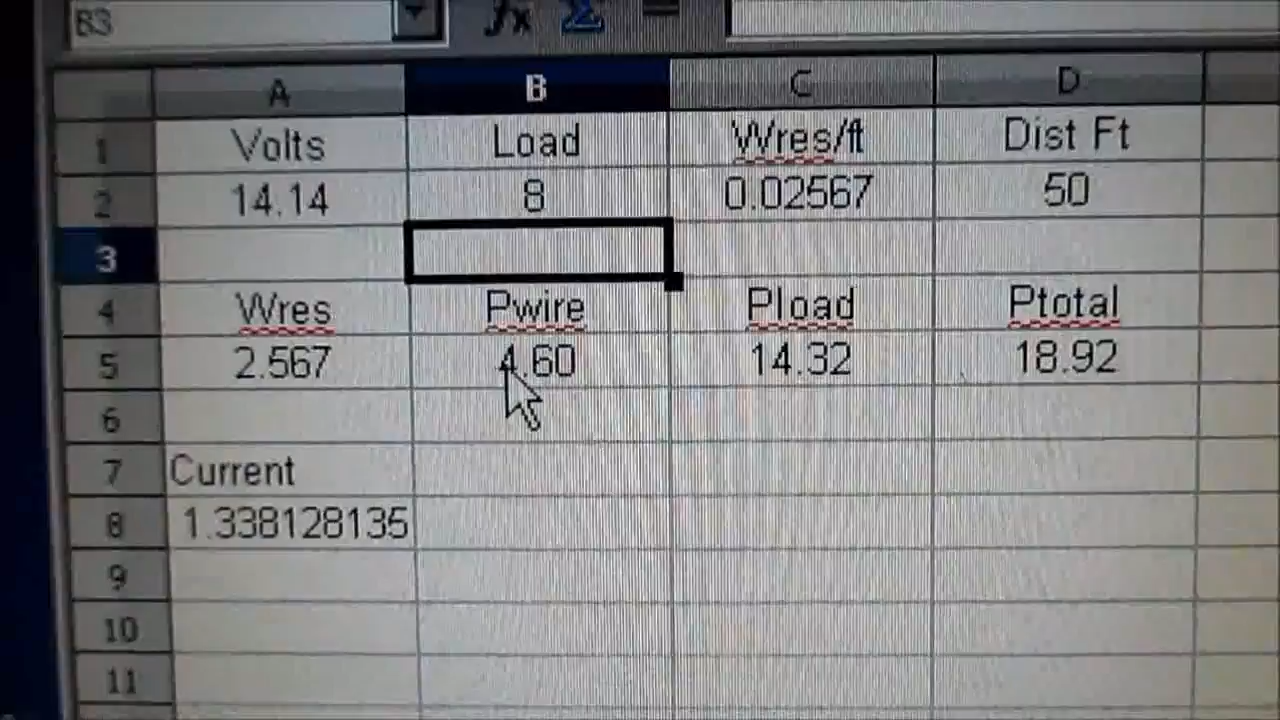 B3 fx Σ =
A B C D
1 Volts Load Wres/ft Dist Ft
2 14.14 8 0.02567 50
3
4 Wres Pwire Pload Ptotal
5 2.567 4.60 14.32 18.92
6
7 Current
8 1.338128135
9
10
11